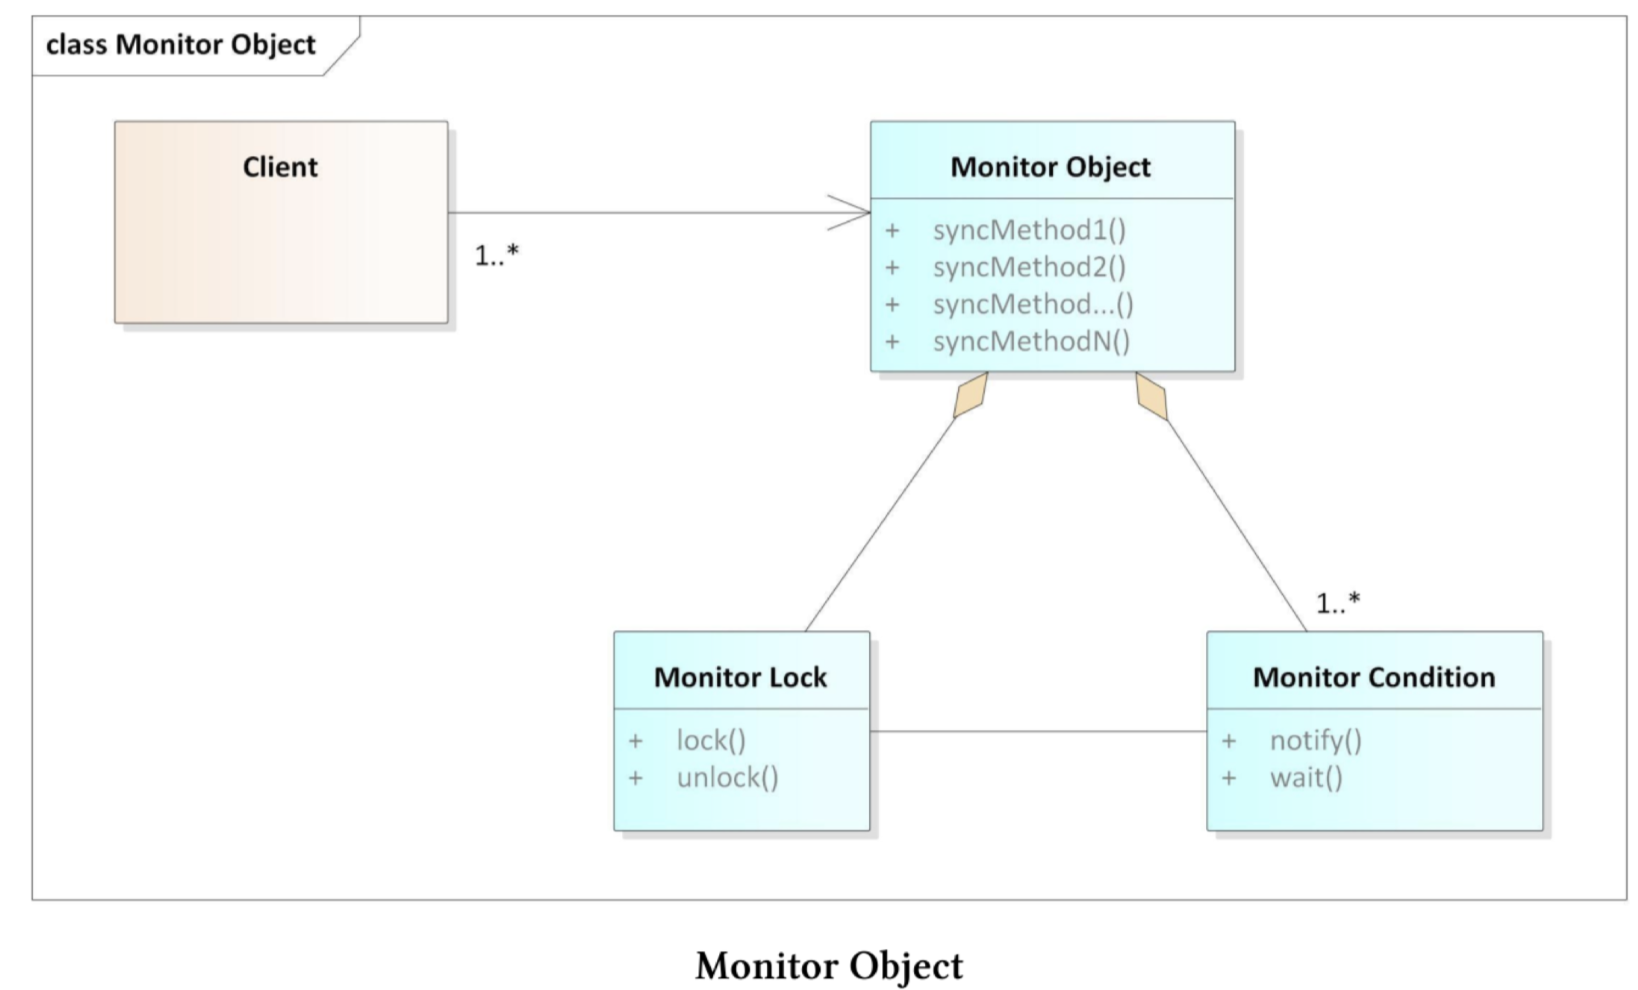 class Monitor Object
Client
1..*
Monitor Object
+ syncMethod1()
+ syncMethod2()
+ syncMethod...()
+ syncMethodN()
1..*
Monitor Lock
+ lock()
+ unlock()
Monitor Condition
+ notify()
+ wait()
Monitor Object